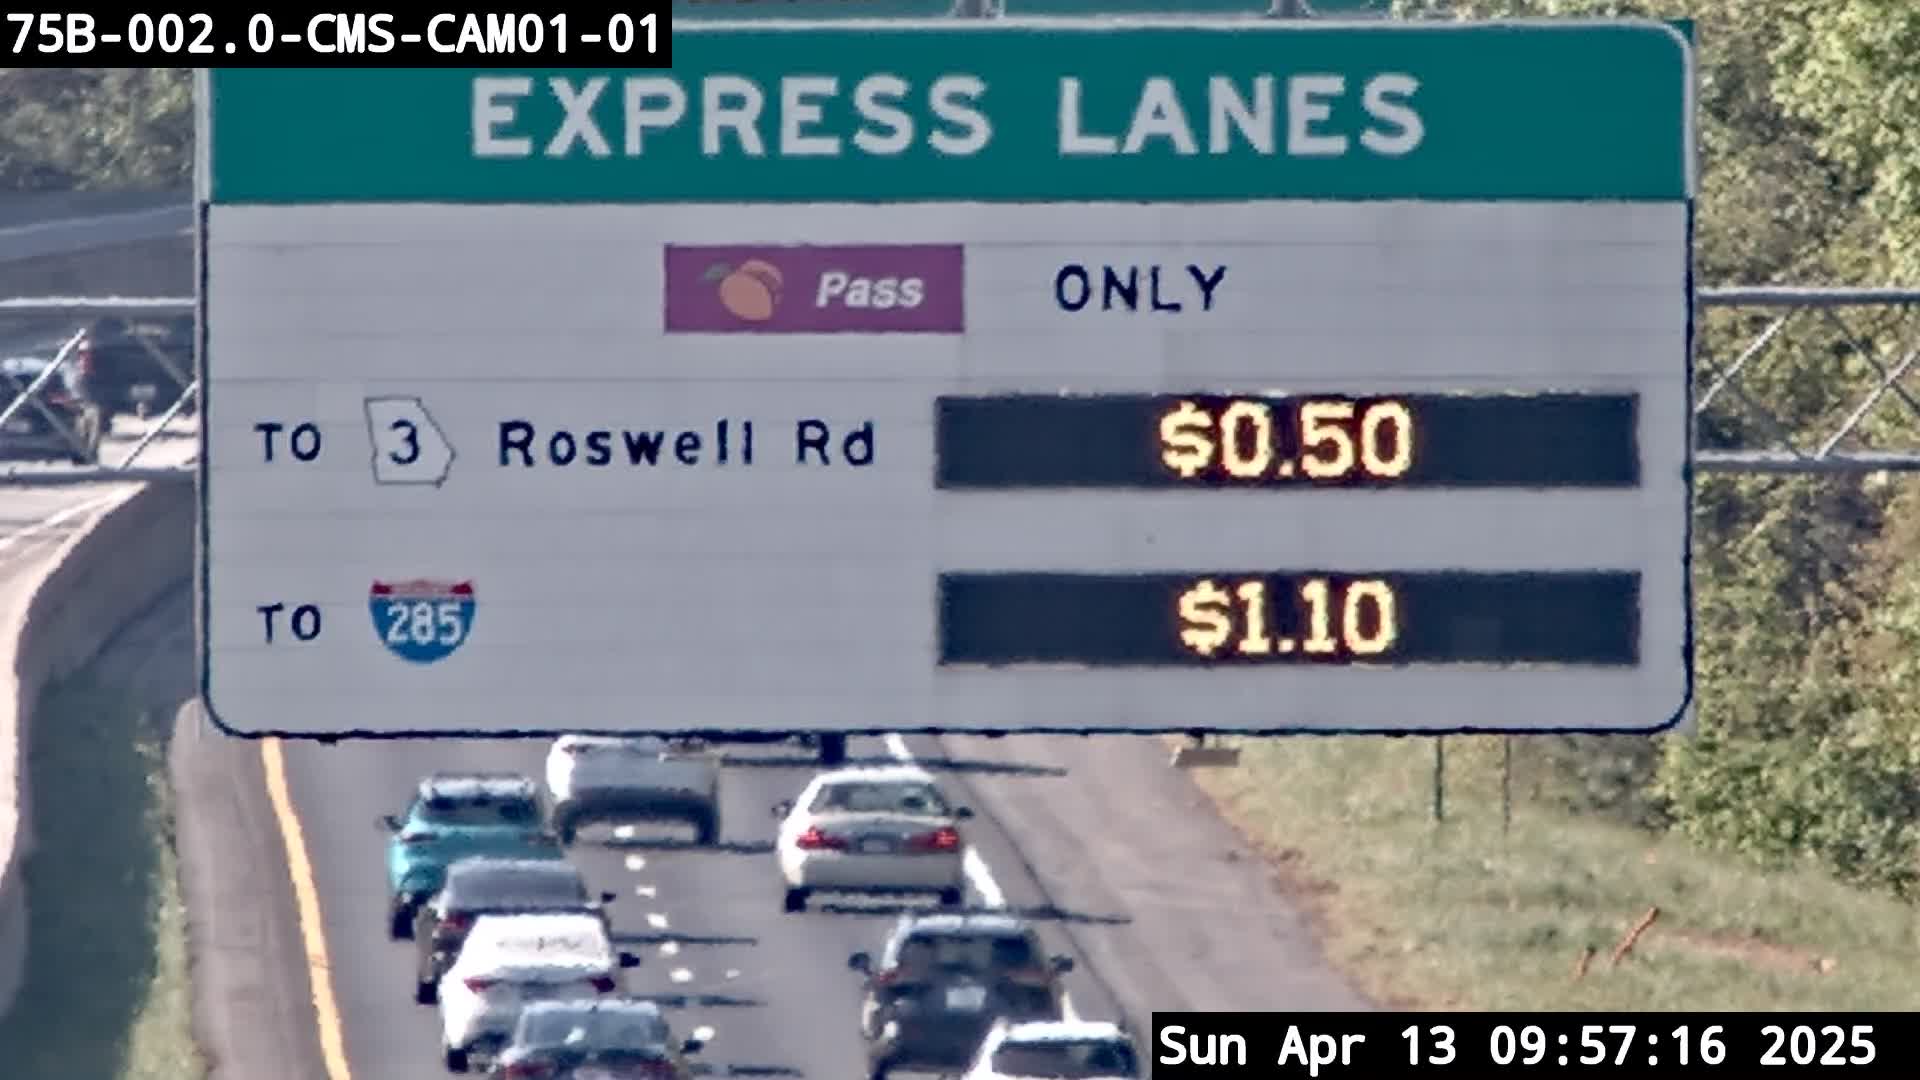 75B-002.0-CMS-CAM01-01
EXPRESS LANES
Pass ONLY
TO 3 Roswell Rd $0.50
TO 285 $1.10
Sun Apr 13 09:57:16 2025